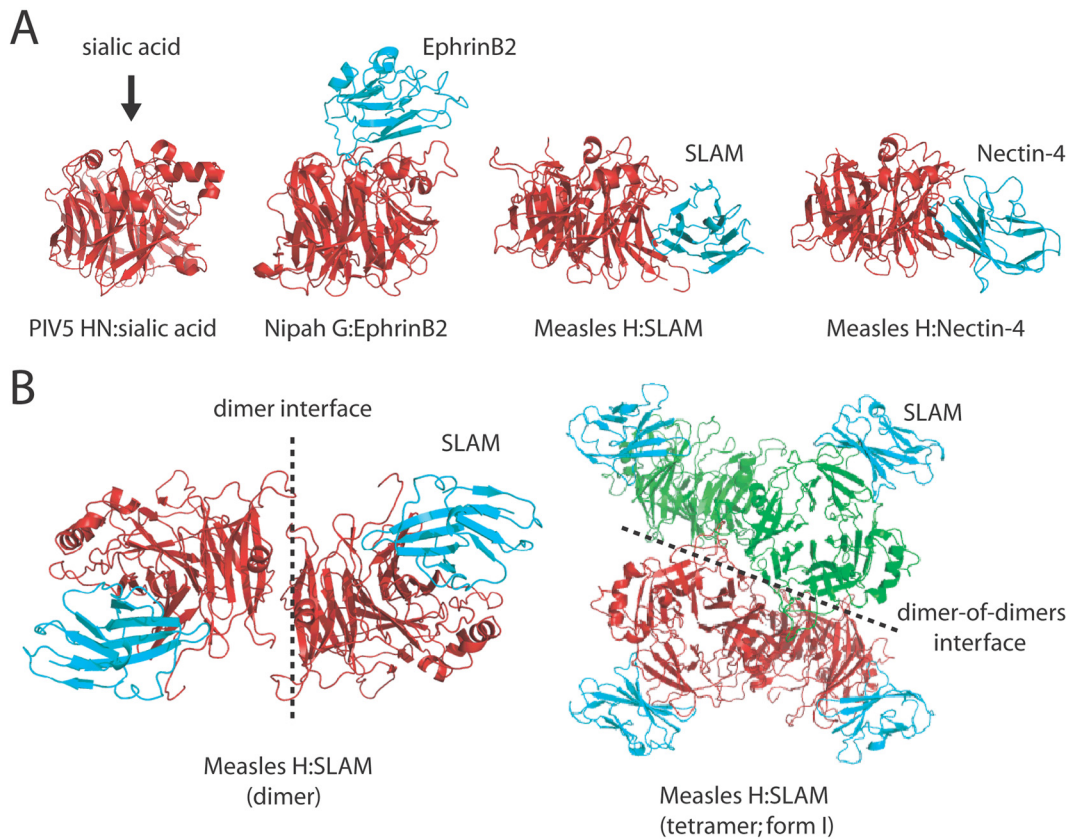 A
sialic acid
EphrinB2
SLAM
Nectin-4
PIV5 HN:sialic acid
Nipah G:EphrinB2
Measles H:SLAM
Measles H:Nectin-4
B
dimer interface
SLAM
SLAM
dimer-of-dimers
interface
Measles H:SLAM
(dimer)
Measles H:SLAM
(tetramer; form I)